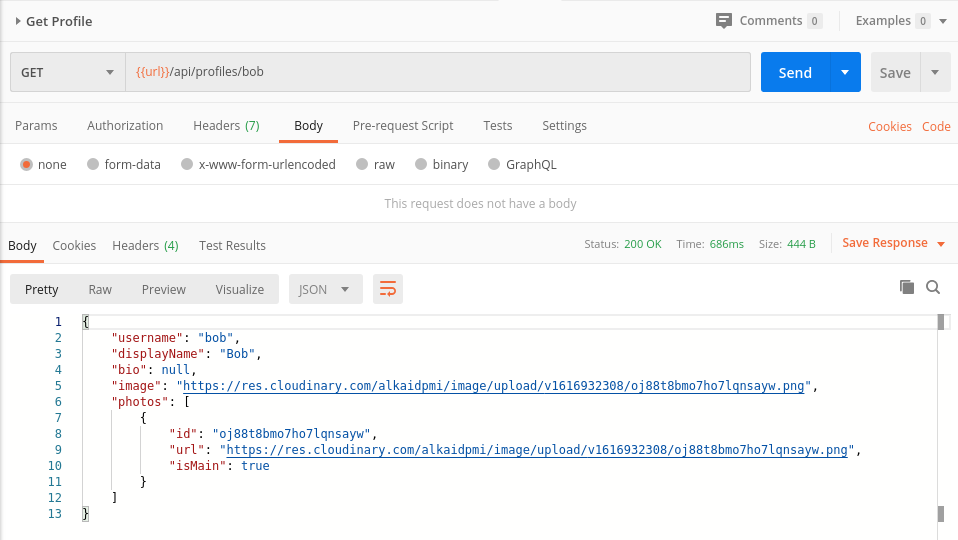 Get Profile Comments 0 Examples 0
GET {{url}}/api/profiles/bob Send Save
Params Authorization Headers (7) Body Pre-request Script Tests Settings Cookies Code
none form-data x-www-form-urlencoded raw binary GraphQL
This request does not have a body
Body Cookies Headers (4) Test Results Status: 200 OK Time: 686ms Size: 444 B Save Response
Pretty Raw Preview Visualize JSON
1 {
2 "username": "bob",
3 "displayName": "Bob",
4 "bio": null,
5 "image": "https://res.cloudinary.com/alkaidpmi/image/upload/v1616932308/oj88t8bmo7ho7lqnsayw.png",
6 "photos": [
7 {
8 "id": "oj88t8bmo7ho7lqnsayw",
9 "url": "https://res.cloudinary.com/alkaidpmi/image/upload/v1616932308/oj88t8bmo7ho7lqnsayw.png",
10 "isMain": true
11 }
12 ]
13 }